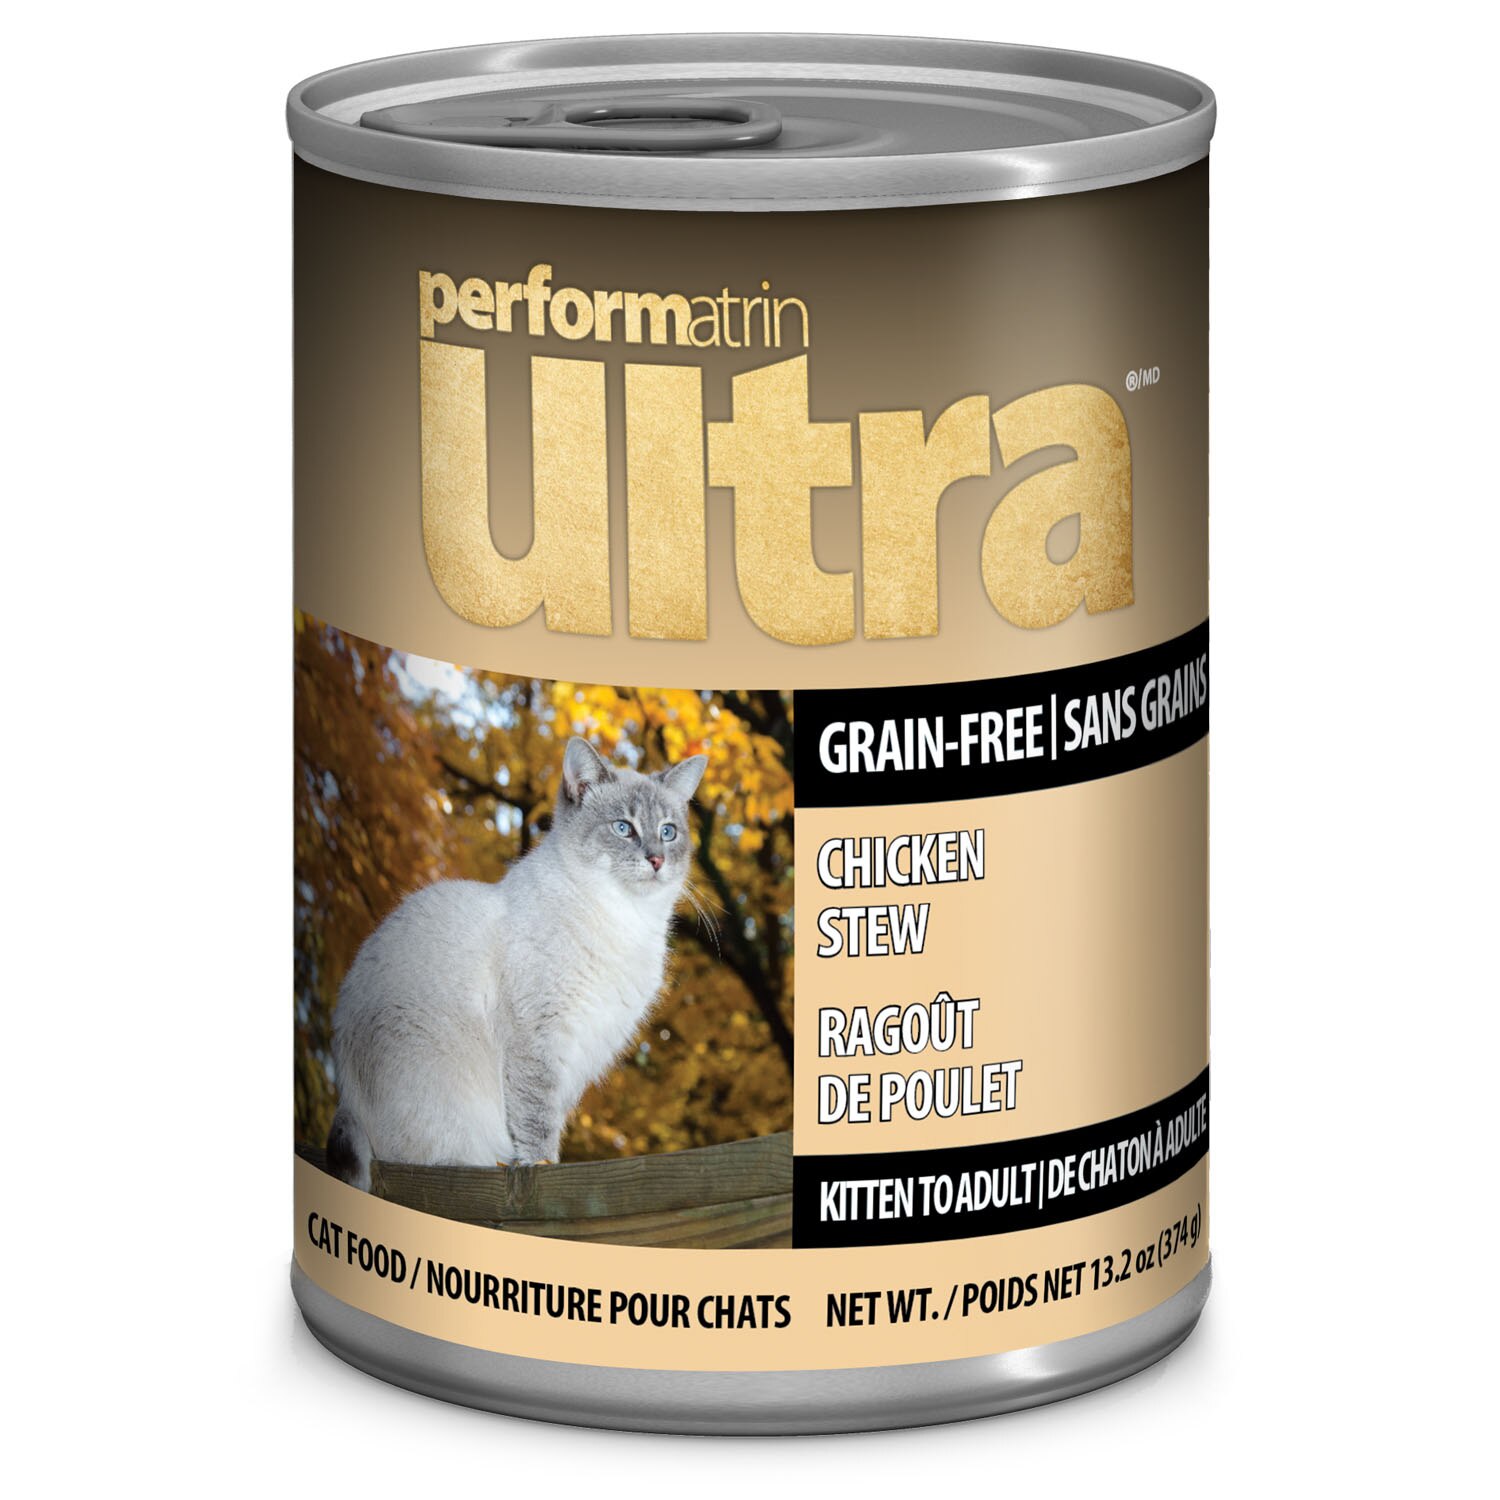 performatrin
ultra ®/MD
GRAIN-FREE | SANS GRAINS
CHICKEN
STEW
RAGOÛT
DE POULET
KITTEN TO ADULT | DE CHATON À ADULTE
CAT FOOD / NOURRITURE POUR CHATS NET WT. / POIDS NET 13.2 oz (374 g)